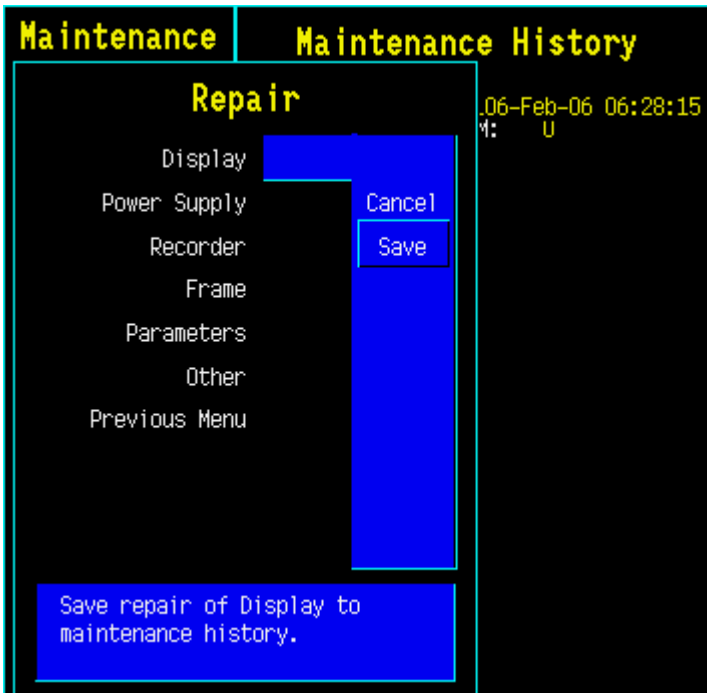 Maintenance
Maintenance History
Repair
.06-Feb-06 06:28:15
M: U
Display
Power Supply
Cancel
Recorder
Save
Frame
Parameters
Other
Previous Menu
Save repair of Display to
maintenance history.